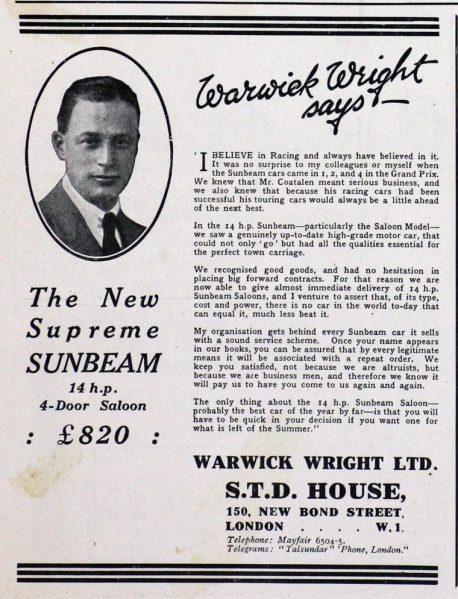 Warwick Wright
says—
' I BELIEVE in Racing and always have believed in it.
It was no surprise to my colleagues or myself when
the Sunbeam cars came in 1, 2, and 4 in the Grand Prix.
We knew that Mr. Coatalen meant serious business, and
we also knew that because his racing cars had been
successful his touring cars would always be a little ahead
of the next best.
In the 14 h.p. Sunbeam—particularly the Saloon Model—
we saw a genuinely up-to-date high-grade motor car, that
could not only 'go' but had all the qualities essential for
the perfect town carriage.
We recognised good goods, and had no hesitation in
placing big forward contracts. For that reason we are
now able to give almost immediate delivery of 14 h.p.
Sunbeam Saloons, and I venture to assert that, of its type,
cost and power, there is no car in the world to-day that
can equal it, much less beat it.
My organisation gets behind every Sunbeam car it sells
with a sound service scheme. Once your name appears
in our books, you can be assured that by every legitimate
means it will be associated with a repeat order. We
keep you satisfied, not because we are altruists, but
because we are business men, and therefore we know it
will pay us to have you come to us again and again.
The only thing about the 14 h.p. Sunbeam Saloon—
probably the best car of the year by far—is that you will
have to be quick in your decision if you want one for
what is left of the Summer."
The New
Supreme
SUNBEAM
14 h.p.
4-Door Saloon
: £820 :
WARWICK WRIGHT LTD.
S.T.D. HOUSE,
150, NEW BOND STREET,
LONDON . . . . W.1.
Telephone: Mayfair 6504-5.
Telegrams: "Talsundar" 'Phone, London."